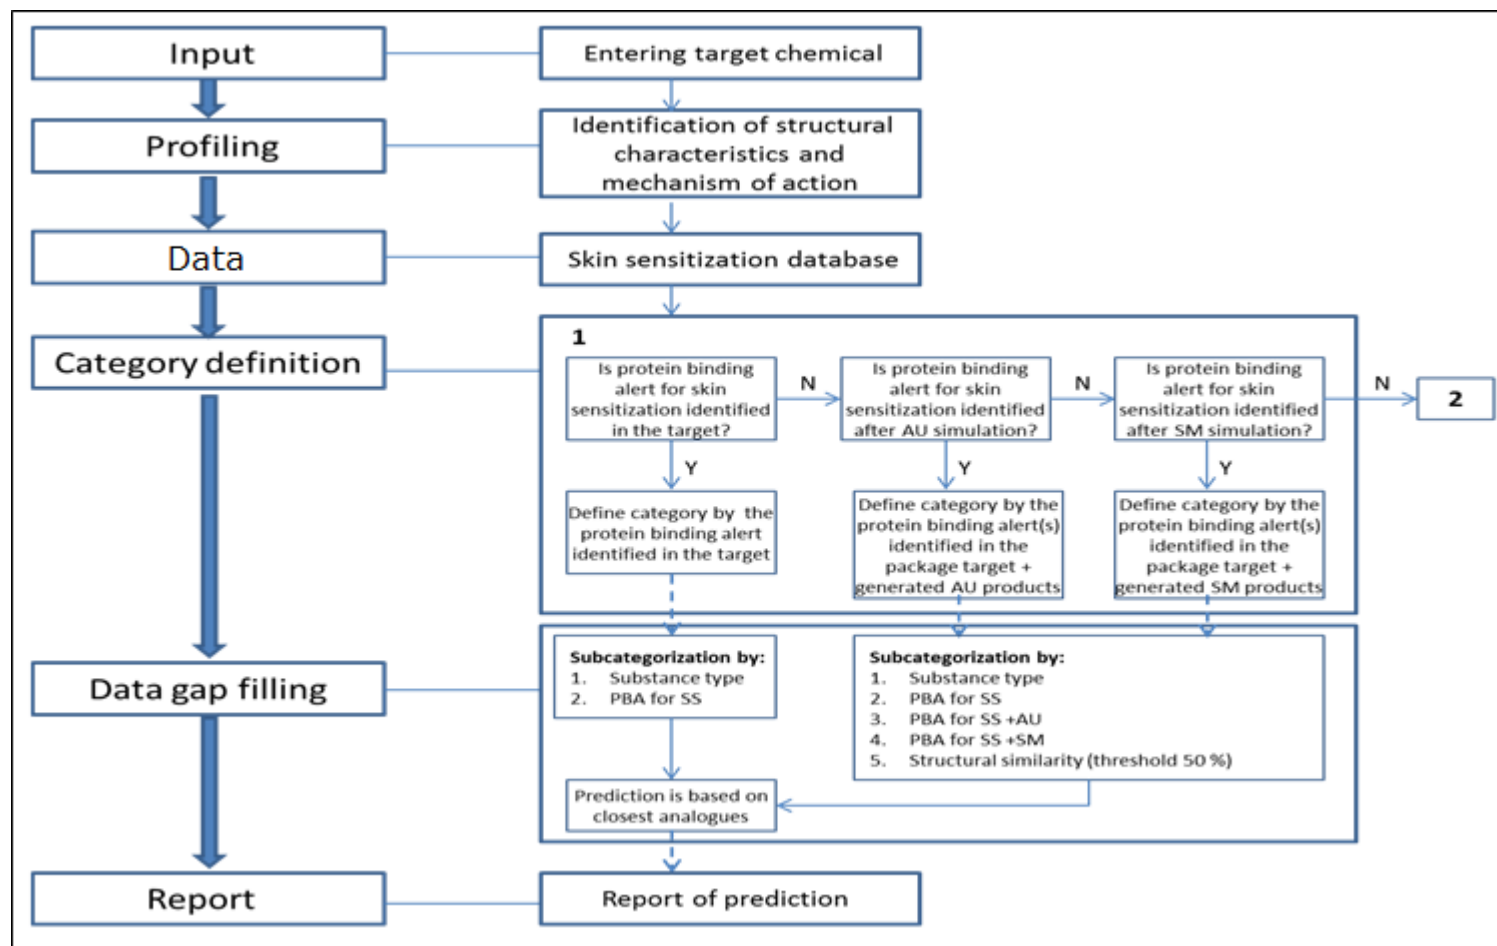 Input
Entering target chemical
Profiling
Identification of structural
characteristics and
mechanism of action
Data
Skin sensitization database
Category definition
1
Is protein binding
alert for skin
sensitization identified
in the target?
N
Is protein binding
alert for skin
sensitization identified
after AU simulation?
N
Is protein binding
alert for skin
sensitization identified
after SM simulation?
N
2
Y
Y
Y
Define category by the
protein binding alert
identified in the target
Define category by the
protein binding alert(s)
identified in the
package target +
generated AU products
Define category by the
protein binding alert(s)
identified in the
package target +
generated SM products
Data gap filling
Subcategorization by:
1. Substance type
2. PBA for SS
Subcategorization by:
1. Substance type
2. PBA for SS
3. PBA for SS +AU
4. PBA for SS +SM
5. Structural similarity (threshold 50 %)
Prediction is based on
closest analogues
Report
Report of prediction